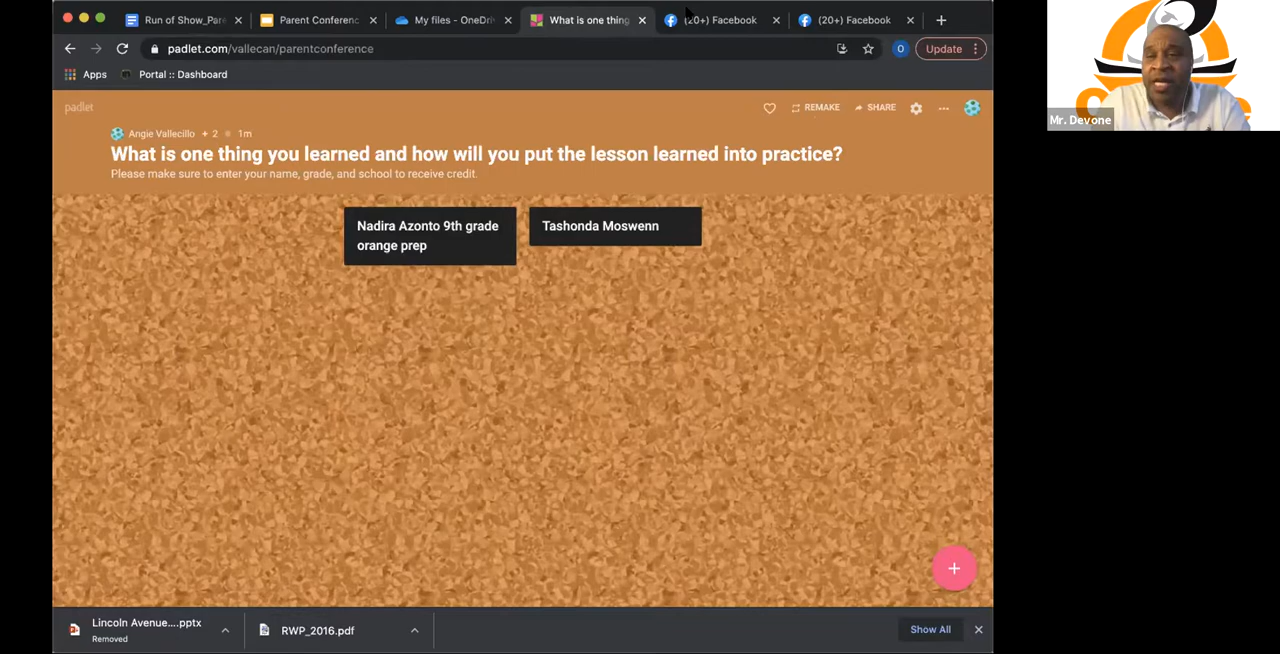 Run of Show_Par
Parent Conferenc
My files - OneDriv
What is one thing
(20+) Facebook
(20+) Facebook
padlet.com/vallecan/parentconference
O
Update
Apps
Portal :: Dashboard
padlet
REMAKE
SHARE
Angie Vallecillo + 2 1m
What is one thing you learned and how will you put the lesson learned into practice?
Please make sure to enter your name, grade, and school to receive credit.
Nadira Azonto 9th grade
orange prep
Tashonda Moswenn
Lincoln Avenue....pptx
Removed
RWP_2016.pdf
Show All
Mr. Devone